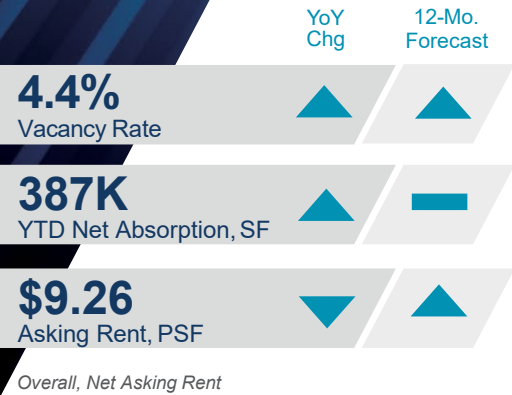 YoY
Chg
12-Mo.
Forecast
4.4%
Vacancy Rate
387K
YTD Net Absorption, SF
$9.26
Asking Rent, PSF
Overall, Net Asking Rent